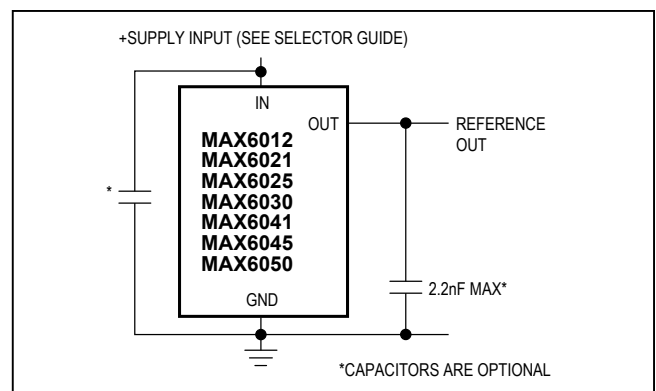 +SUPPLY INPUT (SEE SELECTOR GUIDE)
IN
OUT
REFERENCE
OUT
MAX6012
MAX6021
MAX6025
MAX6030
MAX6041
MAX6045
MAX6050
*
2.2nF MAX*
GND
*CAPACITORS ARE OPTIONAL